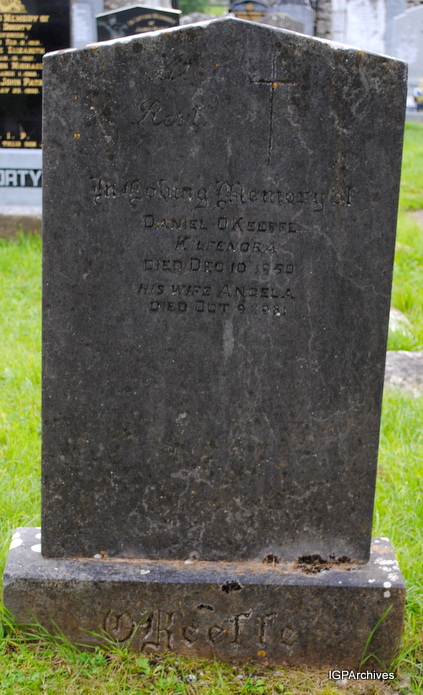 At
Rest
In Loving Memory of
DANIEL O'KEEFFE
KILFENORA
DIED DEC 10 1950
HIS WIFE ANGELA
DIED OCT 9 1981
O'Keeffe
IGPArchives